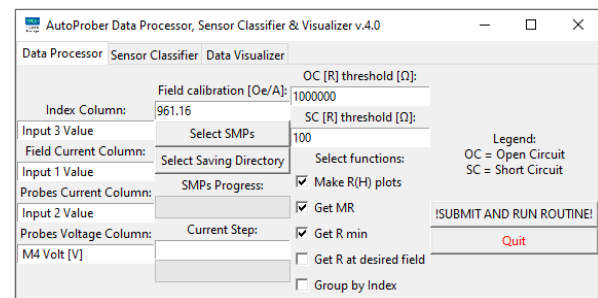 AutoProber Data Processor, Sensor Classifier & Visualizer v.4.0
Data Processor Sensor Classifier Data Visualizer
Index Column:
Input 3 Value
Field Current Column:
Input 1 Value
Probes Current Column:
Input 2 Value
Probes Voltage Column:
M4 Volt [V]
Field calibration [Oe/A]:
961.16
Select SMPs
Select Saving Directory
SMPs Progress:
Current Step:
OC [R] threshold [Ω]:
1000000
SC [R] threshold [Ω]:
100
Select functions:
Make R(H) plots
Get MR
Get R min
Get R at desired field
Group by Index
Legend:
OC = Open Circuit
SC = Short Circuit
!SUBMIT AND RUN ROUTINE!
Quit